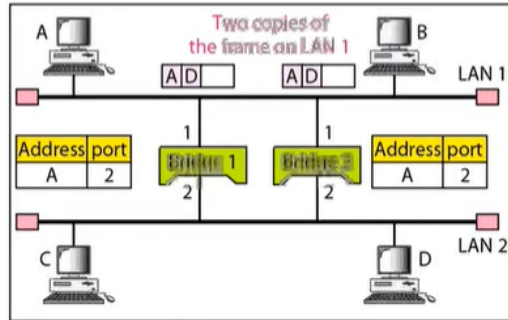 A
Two copies of
the frame on LAN 1
B
A D
A D
LAN 1
1
1
Address port
A 2
Bridge 1
Bridge 2
Address port
A 2
2
2
LAN 2
C
D